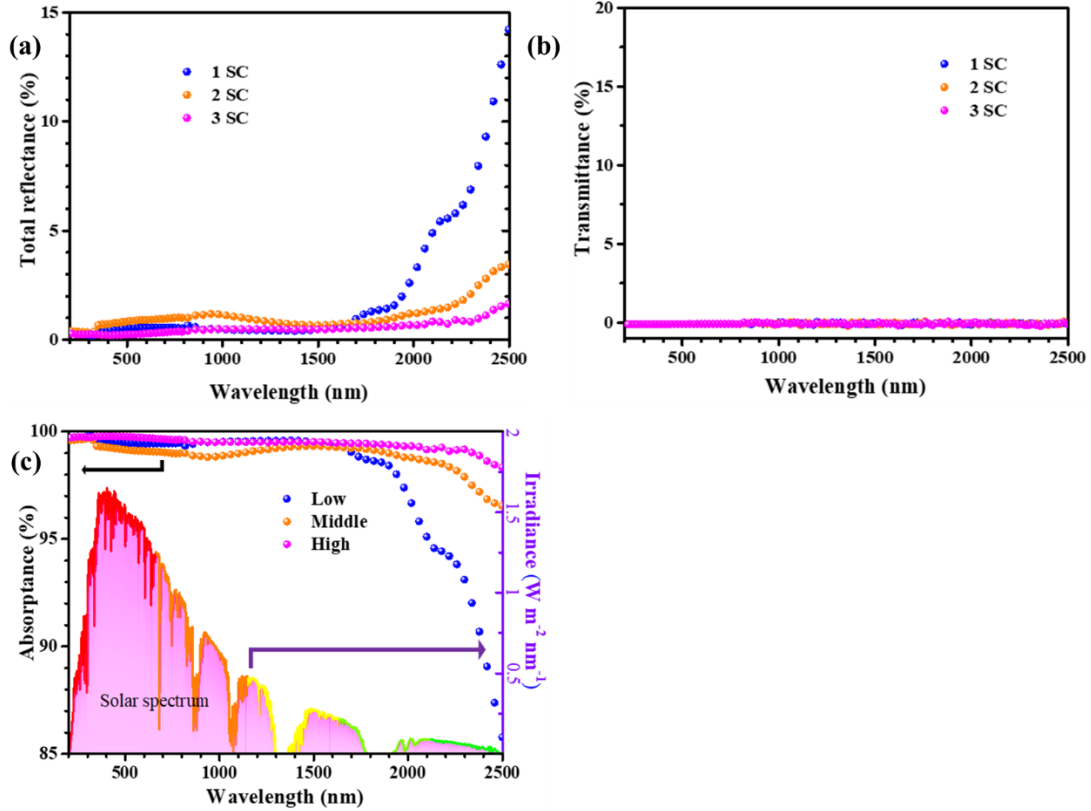 (a)
15
10
5
0
Total reflectance (%)
1 SC
2 SC
3 SC
500 1000 1500 2000 2500
Wavelength (nm)
(b)
20
15
10
5
0
Transmittance (%)
1 SC
2 SC
3 SC
500 1000 1500 2000 2500
Wavelength (nm)
(c)
100
95
90
85
Absorptance (%)
Low
Middle
High
Solar spectrum
2
1.5
1
0.5
Irradiance (W m⁻² nm⁻¹)
500 1000 1500 2000 2500
Wavelength (nm)